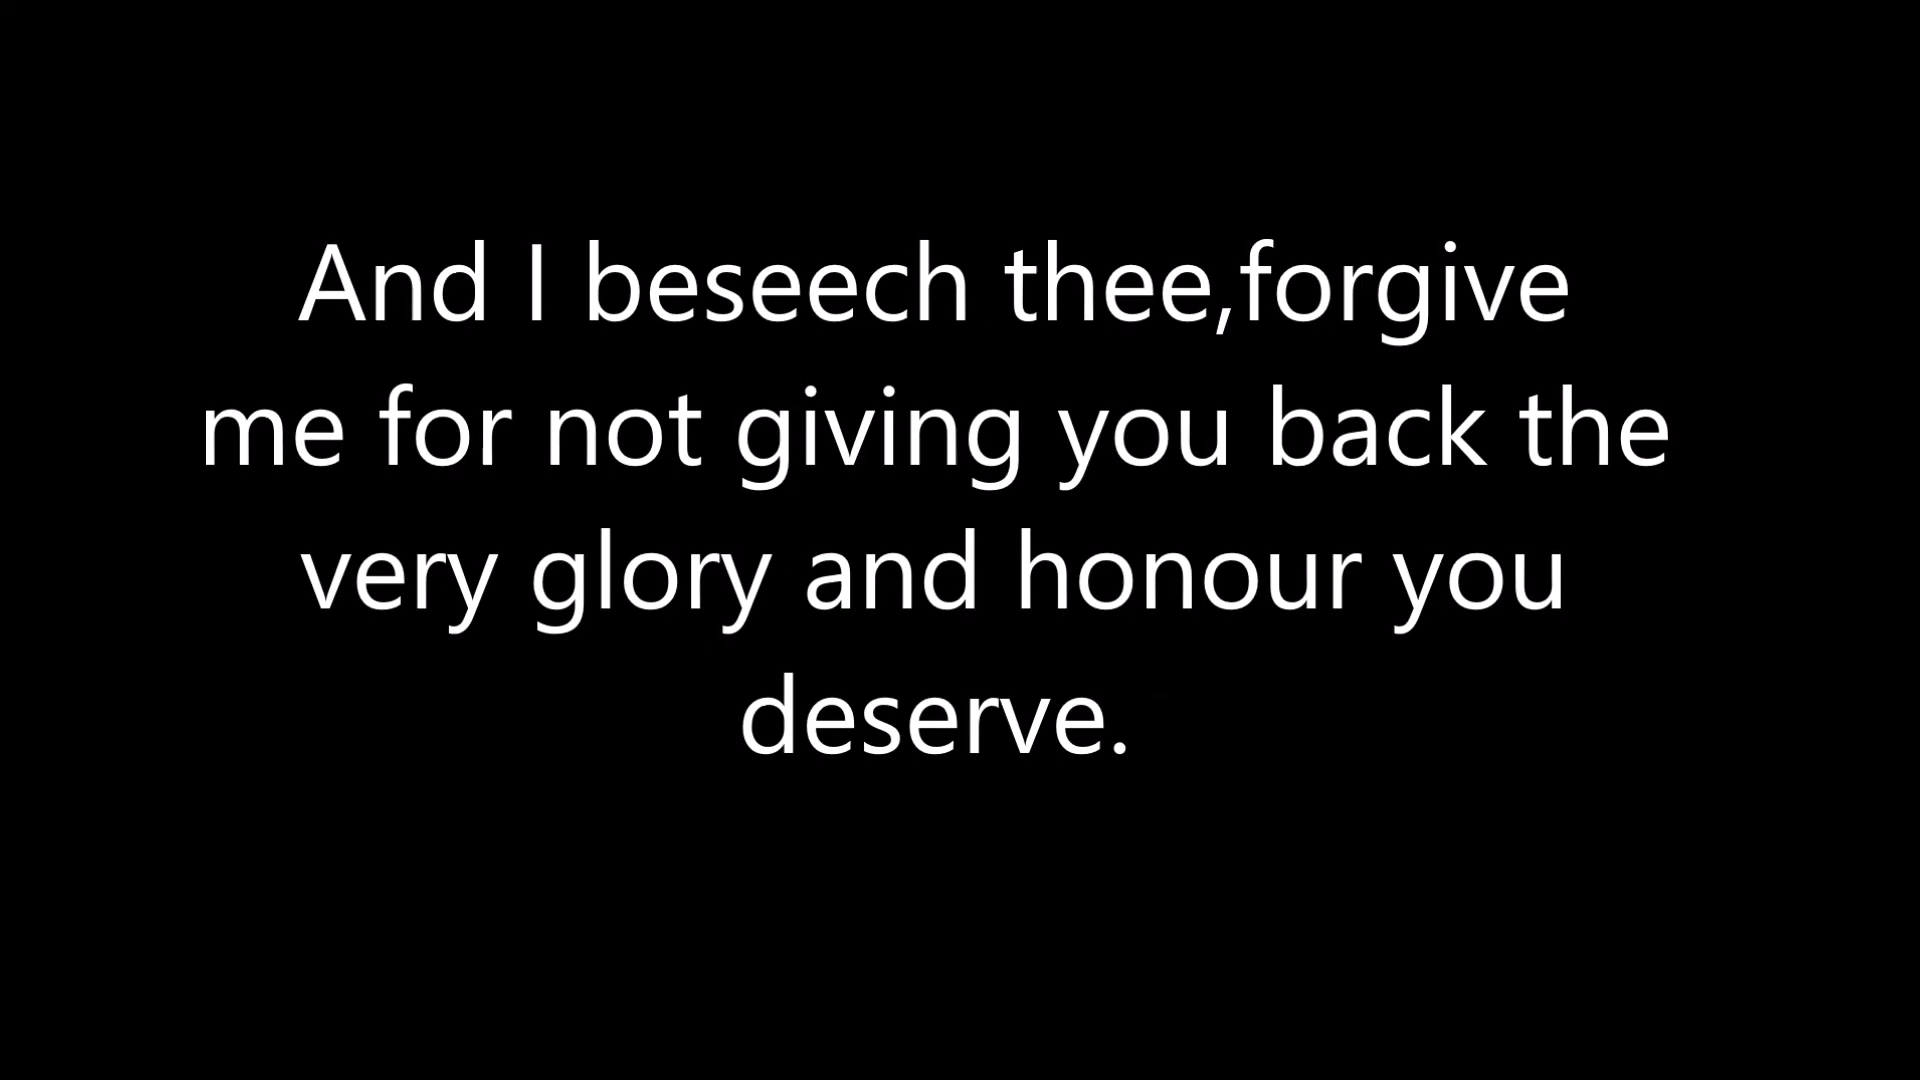 And I beseech thee,forgive
me for not giving you back the
very glory and honour you
deserve.